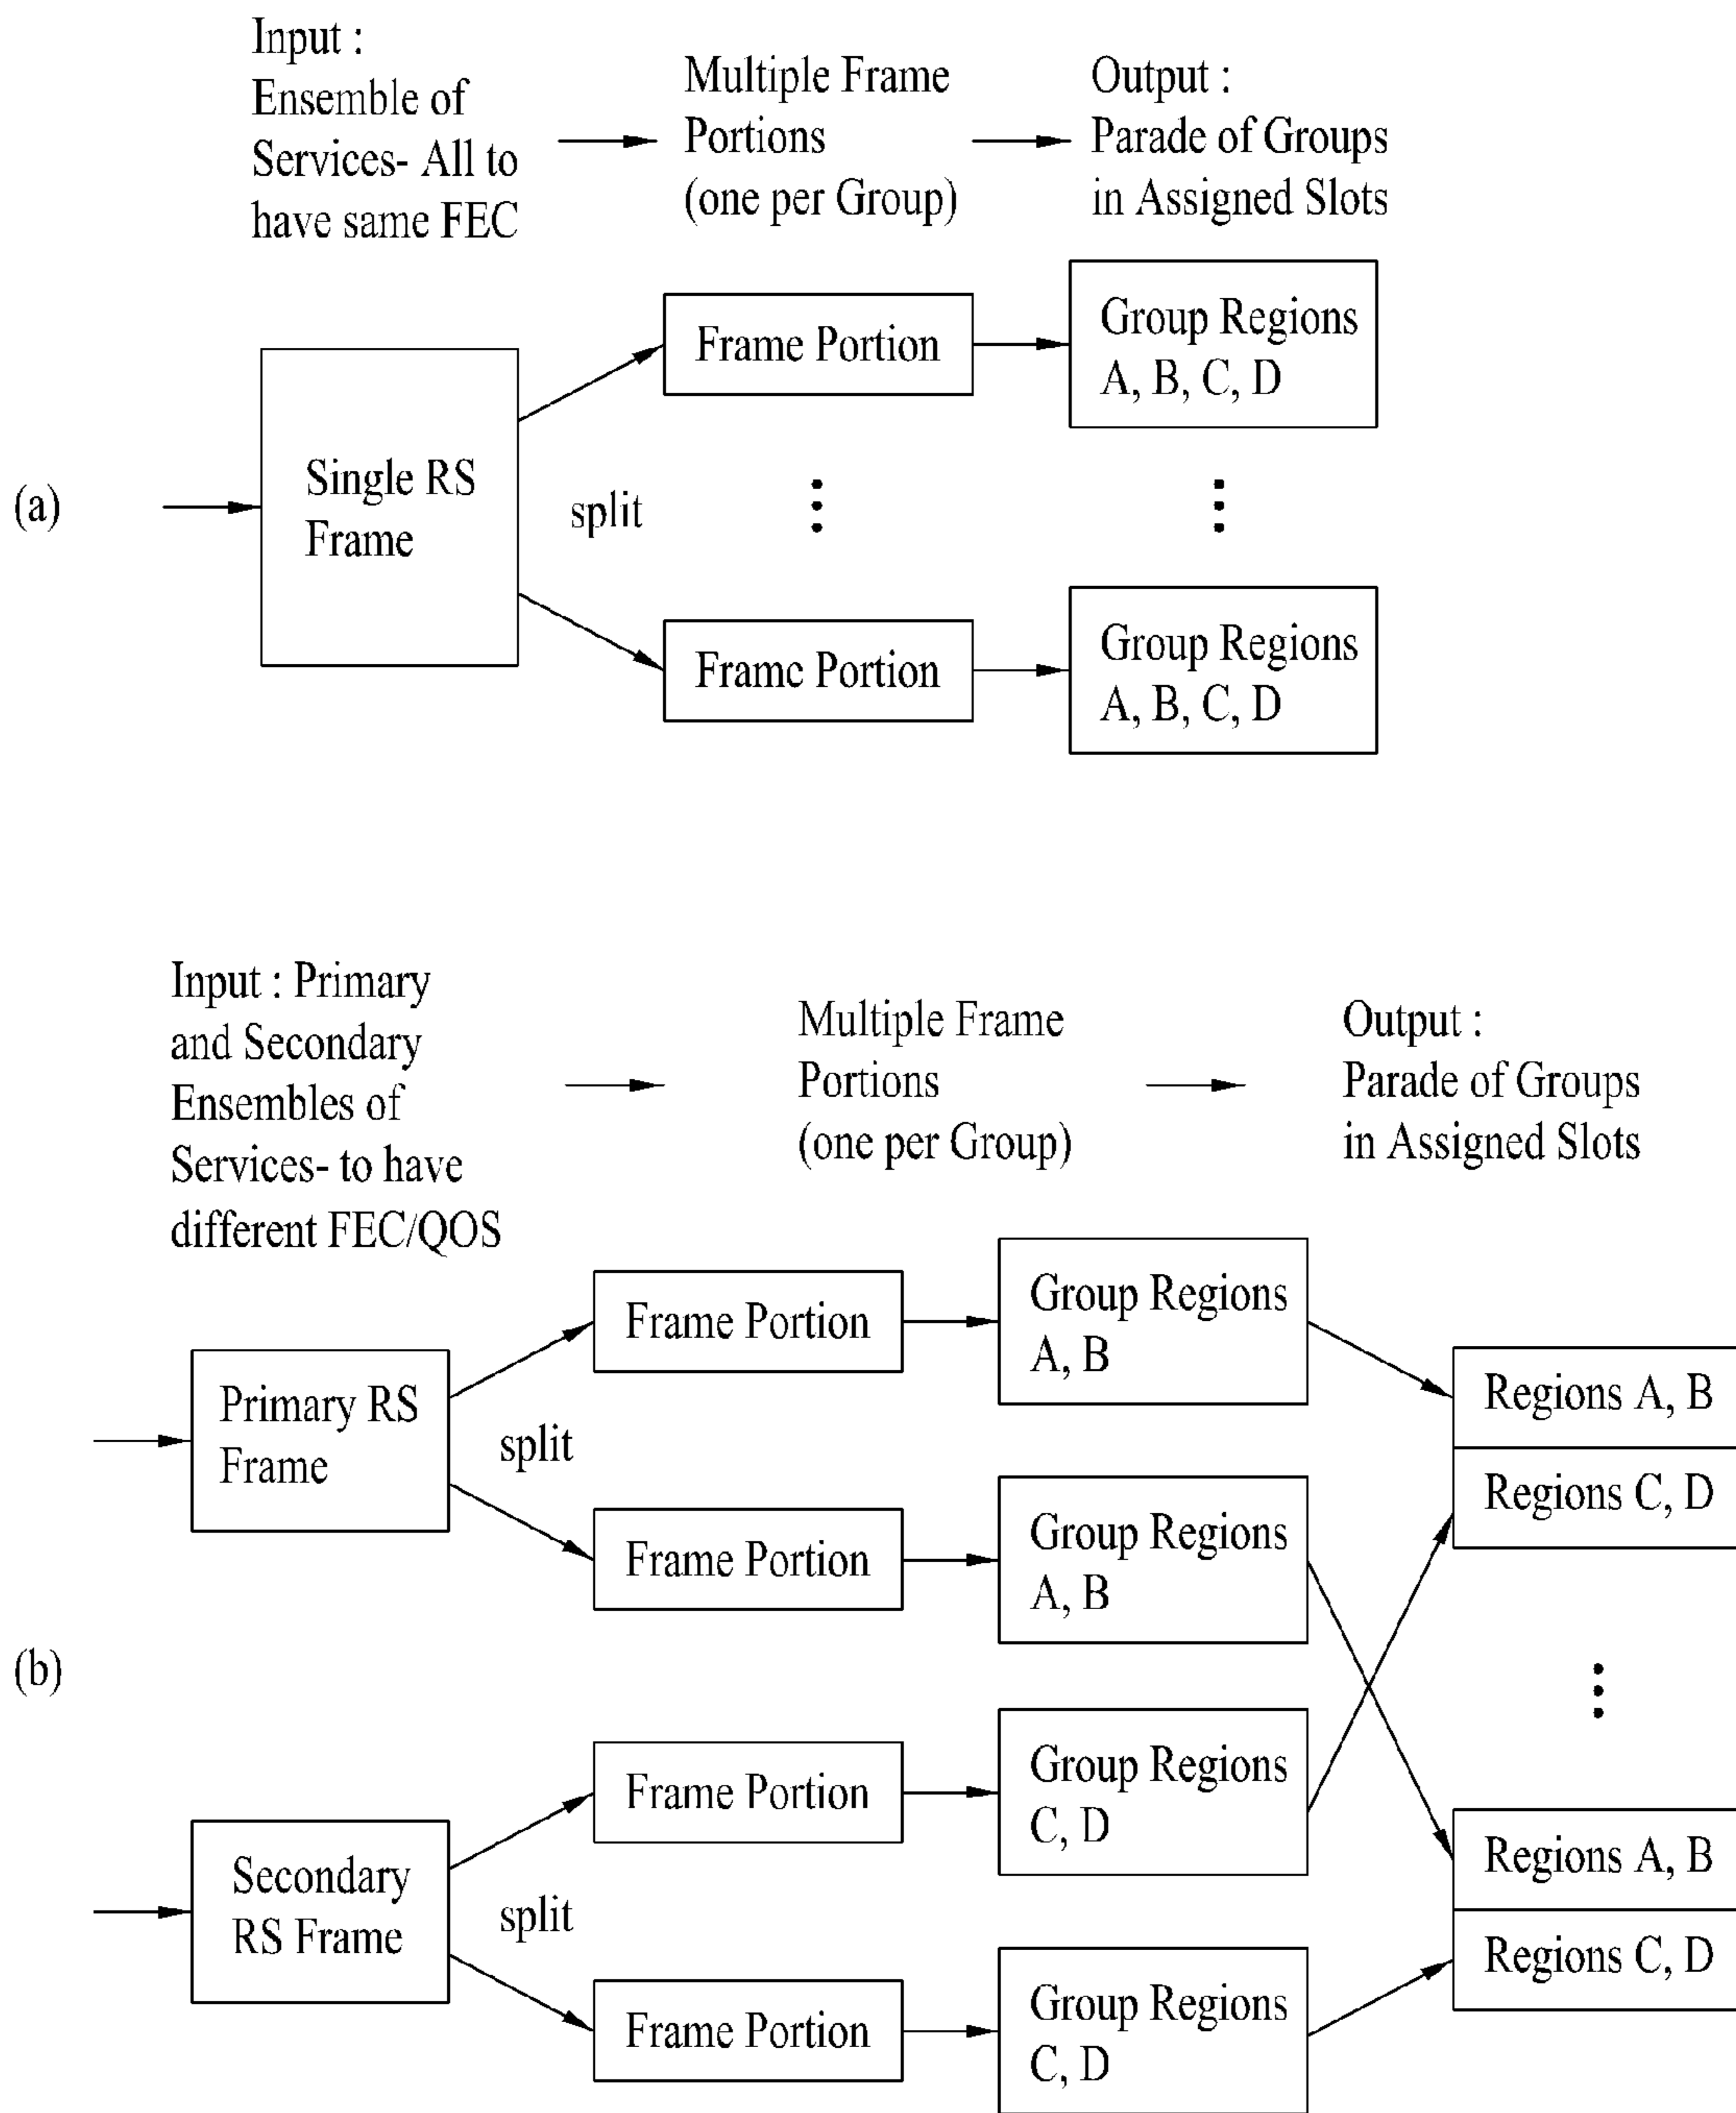 Input :
Ensemble of
Services- All to
have same FEC
Multiple Frame
Portions
(one per Group)
Output :
Parade of Groups
in Assigned Slots
(a)
Single RS
Frame
split
Frame Portion
Group Regions
A, B, C, D
Frame Portion
Group Regions
A, B, C, D
Input : Primary
and Secondary
Ensembles of
Services- to have
different FEC/QOS
Multiple Frame
Portions
(one per Group)
Output :
Parade of Groups
in Assigned Slots
(b)
Primary RS
Frame
split
Frame Portion
Group Regions
A, B
Frame Portion
Group Regions
A, B
Regions A, B
Regions C, D
Secondary
RS Frame
split
Frame Portion
Group Regions
C, D
Frame Portion
Group Regions
C, D
Regions A, B
Regions C, D